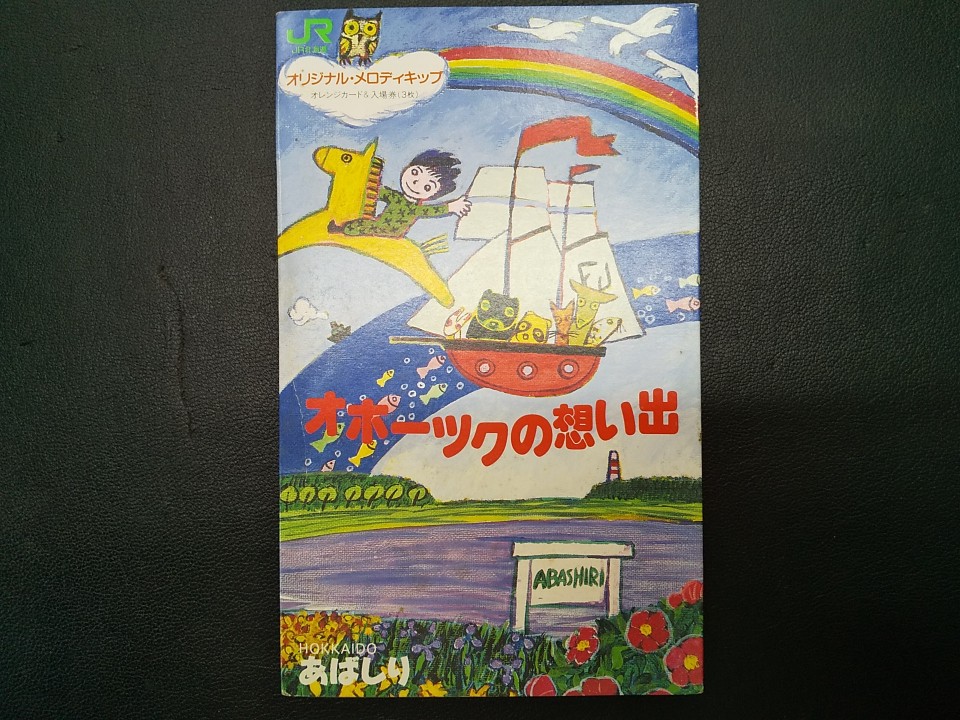 JR
JR北海道
オリジナル・メロディキップ
オレンジカード&入場券(3枚)
オホーツクの想い出
ABASHIRI
HOKKAIDO
あばしり